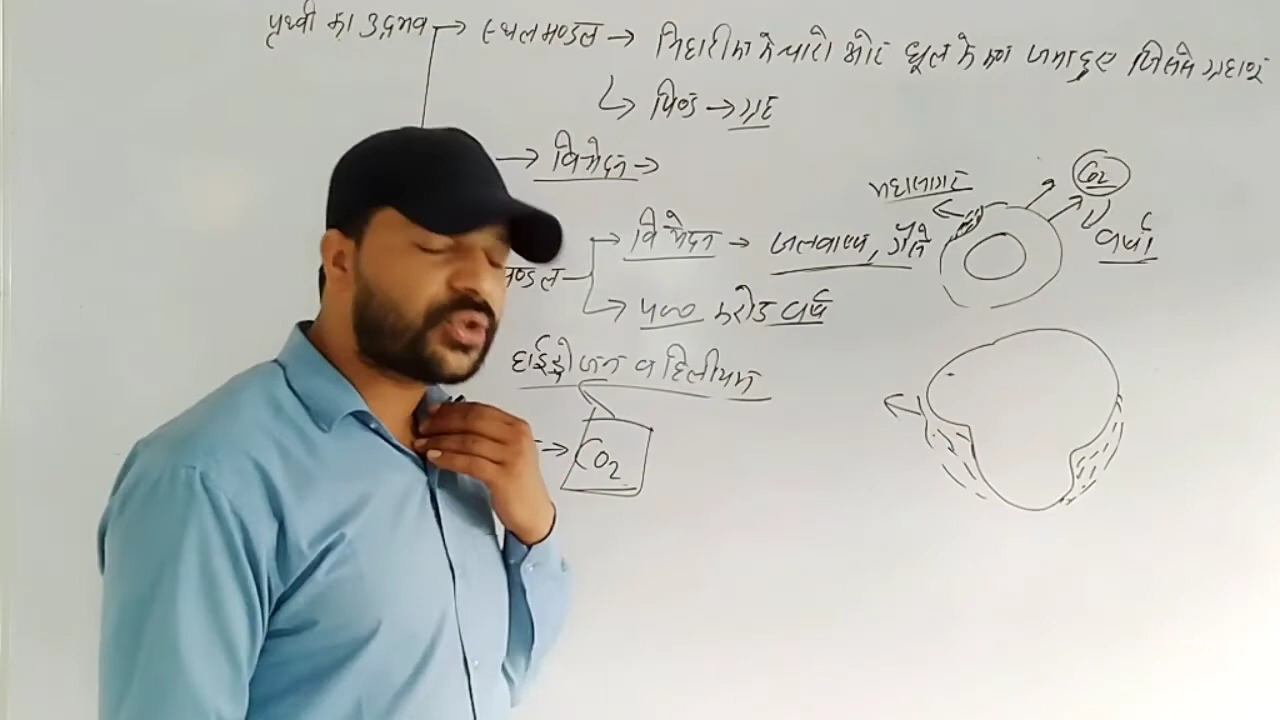 पृथ्वी का उद्भव → स्थलमण्डल → निहारिका के चारो ओर धूल के कण जमा हुए जिससे ग्रहाणु
पिण्ड → ग्रह
→ विभेदन →
महासागर
CO2
वर्षा
विभेदन → जलवाष्प, गैसे
मण्डल
करोड वर्ष
हाईड्रोजन व हिलीयम
→ CO2